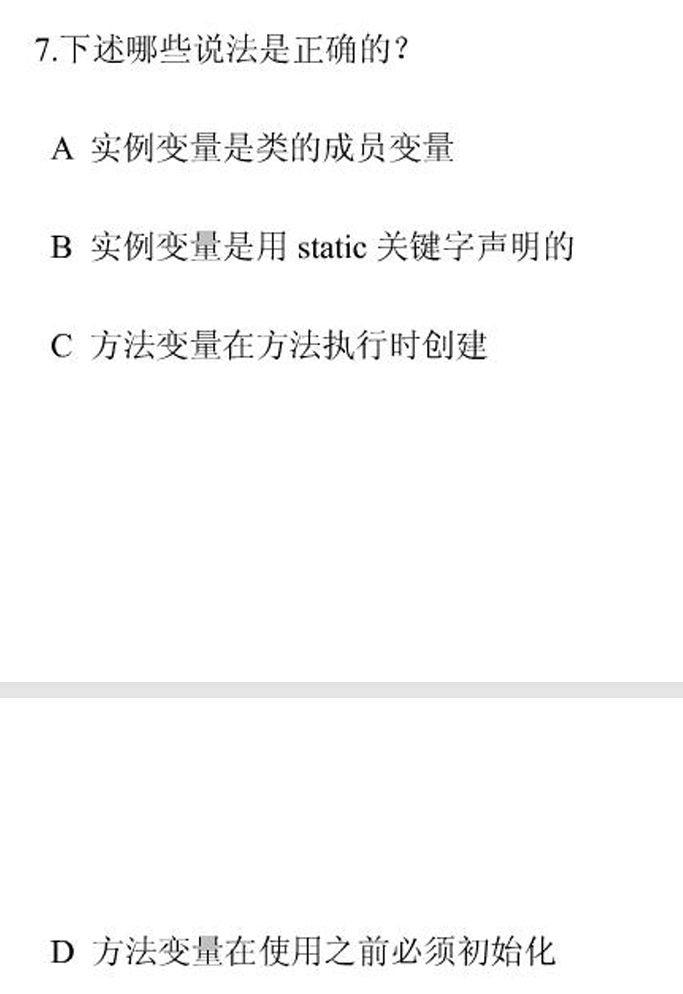 7.下述哪些说法是正确的？
A 实例变量是类的成员变量
B 实例变量是用 static 关键字声明的
C 方法变量在方法执行时创建
D 方法变量在使用之前必须初始化